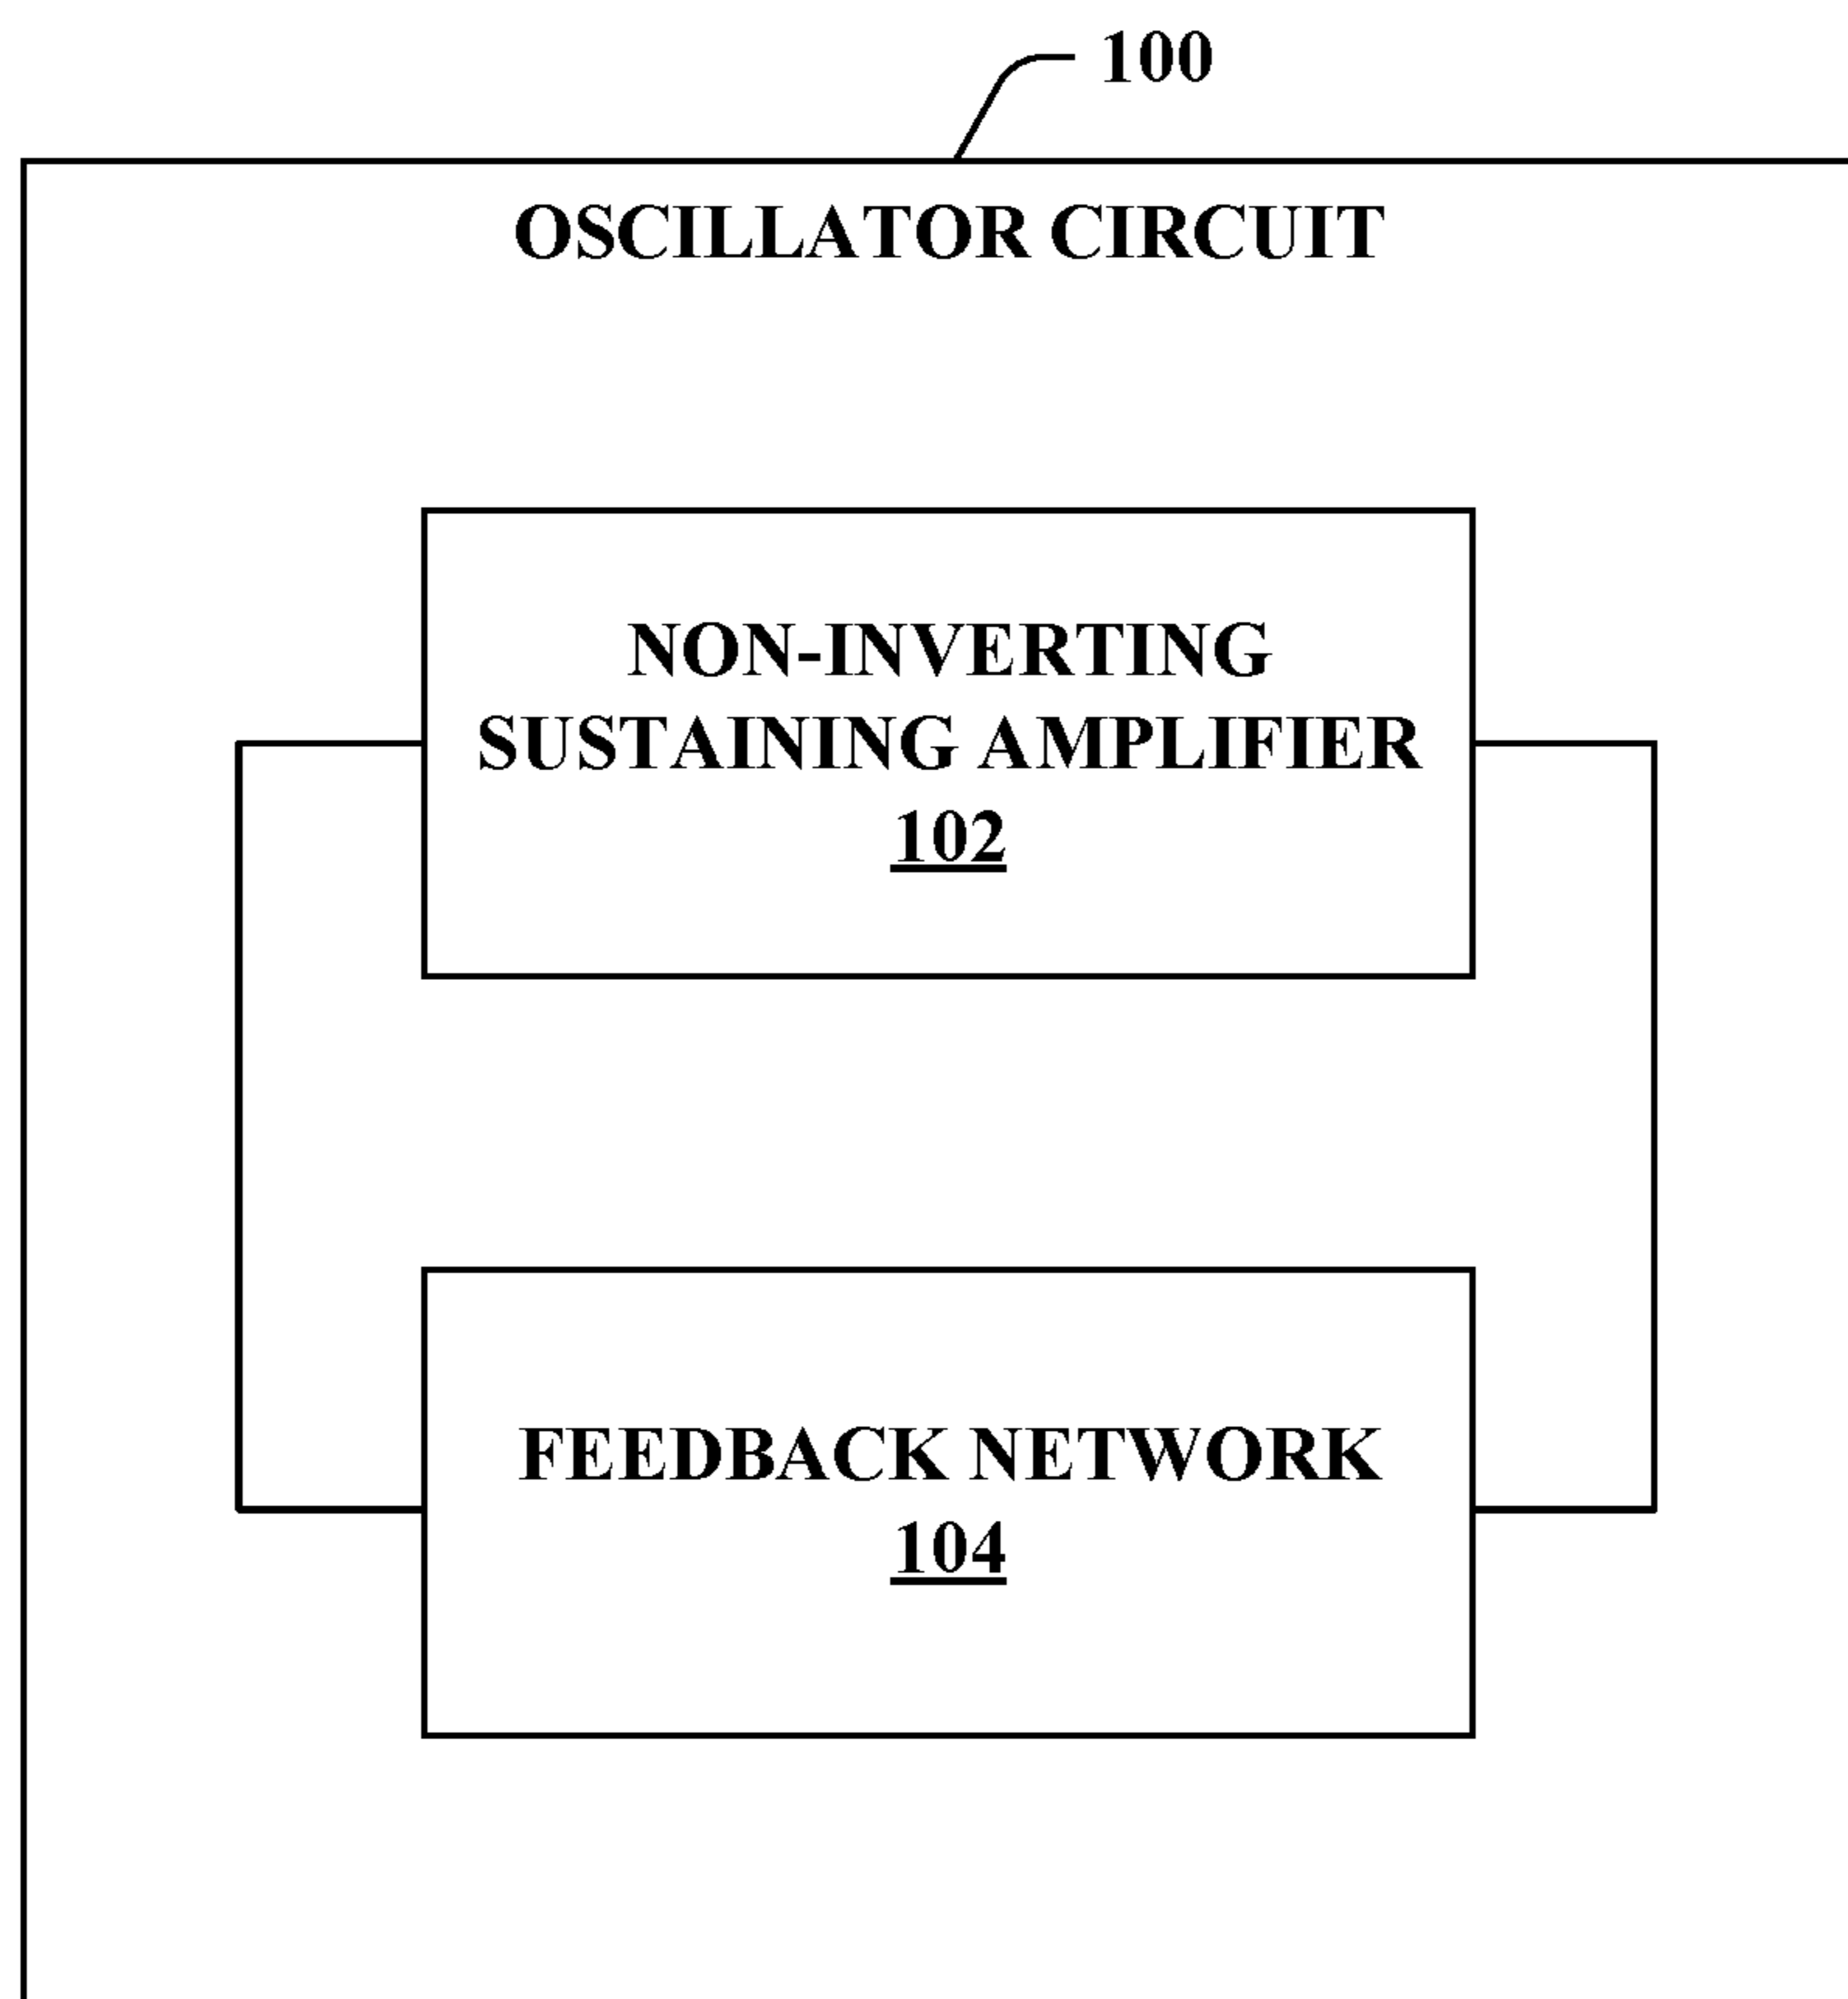 100
OSCILLATOR CIRCUIT
NON-INVERTING
SUSTAINING AMPLIFIER
102
FEEDBACK NETWORK
104